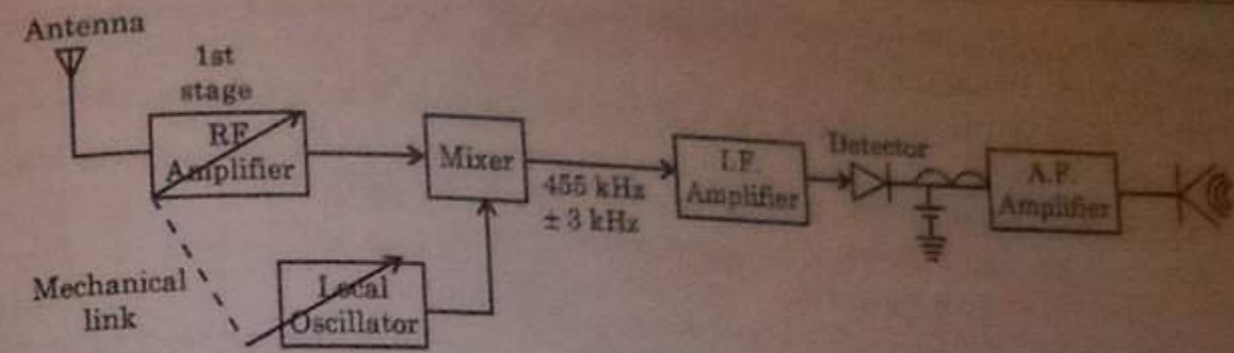 Antenna
1st
stage
RF
Amplifier
Mixer
455 kHz
± 3 kHz
I.F.
Amplifier
Detector
A.F.
Amplifier
Mechanical
link
Local
Oscillator